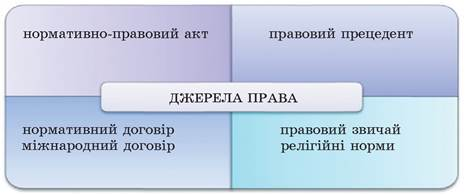 нормативно-правовий акт
правовий прецедент
ДЖЕРЕЛА ПРАВА
нормативний договір
міжнародний договір
правовий звичай
релігійні норми